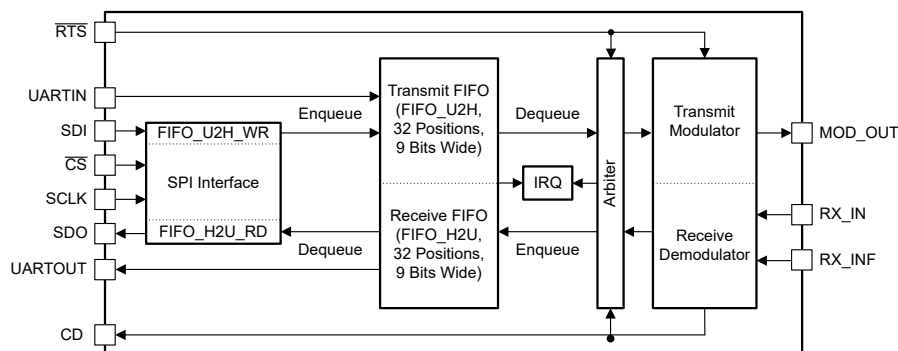 RTS
UARTIN
SDI
CS
SCLK
SDO
UARTOUT
CD
FIFO_U2H_WR
SPI Interface
FIFO_H2U_RD
Enqueue
Dequeue
Transmit FIFO
(FIFO_U2H,
32 Positions,
9 Bits Wide)
Receive FIFO
(FIFO_H2U,
32 Positions,
9 Bits Wide)
Dequeue
IRQ
Enqueue
Arbiter
Transmit
Modulator
Receive
Demodulator
MOD_OUT
RX_IN
RX_INF